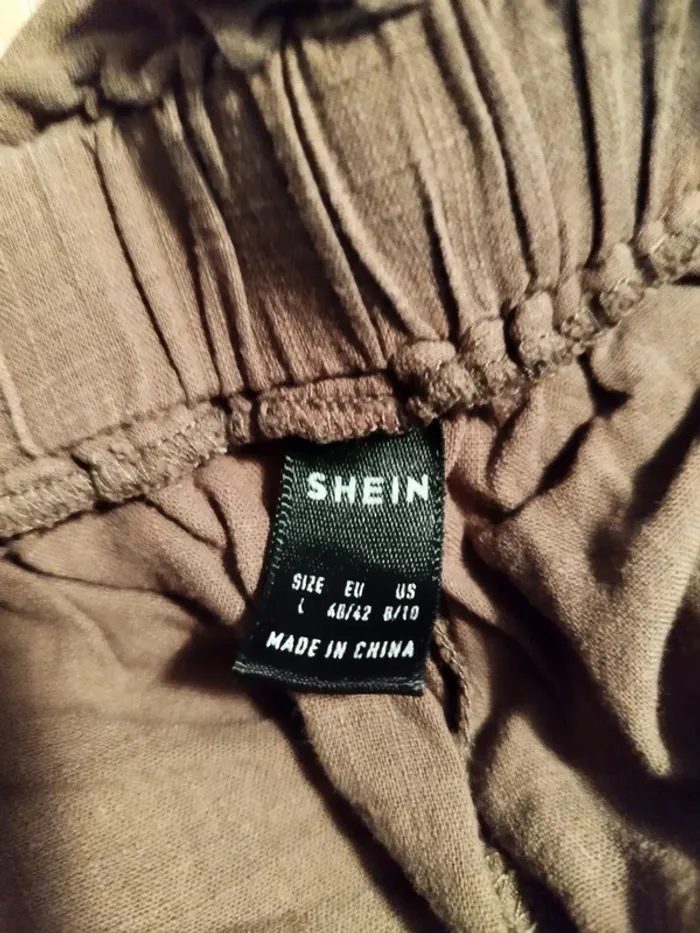 SHEIN
SIZE EU US
L 40/42 8/10
MADE IN CHINA